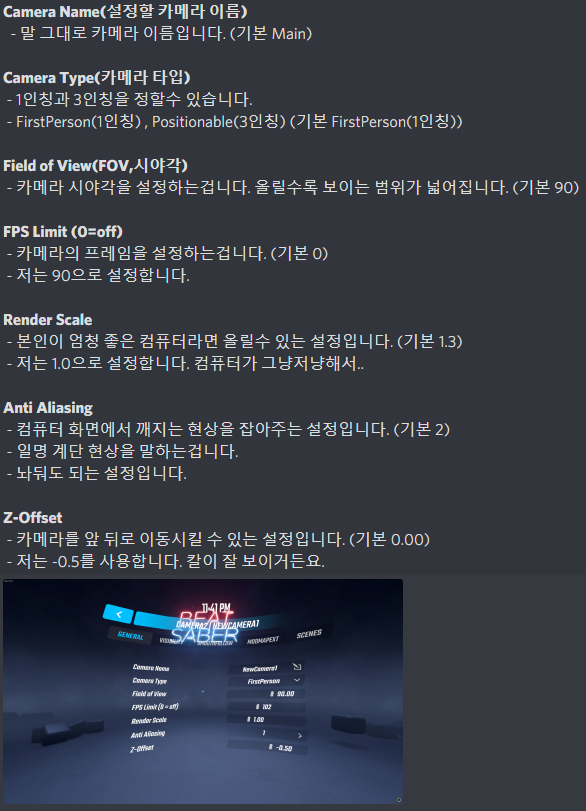 Camera Name(설정할 카메라 이름)
- 말 그대로 카메라 이름입니다. (기본 Main)
Camera Type(카메라 타입)
- 1인칭과 3인칭을 정할수 있습니다.
- FirstPerson(1인칭) , Positionable(3인칭) (기본 FirstPerson(1인칭))
Field of View(FOV,시야각)
- 카메라 시야각을 설정하는겁니다. 올릴수록 보이는 범위가 넓어집니다. (기본 90)
FPS Limit (0=off)
- 카메라의 프레임을 설정하는겁니다. (기본 0)
- 저는 90으로 설정합니다.
Render Scale
- 본인이 엄청 좋은 컴퓨터라면 올릴수 있는 설정입니다. (기본 1.3)
- 저는 1.0으로 설정합니다. 컴퓨터가 그냥저냥해서..
Anti Aliasing
- 컴퓨터 화면에서 깨지는 현상을 잡아주는 설정입니다. (기본 2)
- 일명 계단 현상을 말하는겁니다.
- 놔둬도 되는 설정입니다.
Z-Offset
- 카메라를 앞 뒤로 이동시킬 수 있는 설정입니다. (기본 0.00)
- 저는 -0.5를 사용합니다. 칼이 잘 보이거든요.
11:41 PM
BEAT
CAMERA2 / NEWCAMERA1
SABER
GENERAL SMOOTHFOLLOW MODMAPEXT SCENES
Camera Name NewCamera1
Camera Type FirstPerson
Field of View 90.00
FPS Limit (0 = off) 102
Render Scale 1.00
Anti Aliasing 1
Z-Offset -0.50